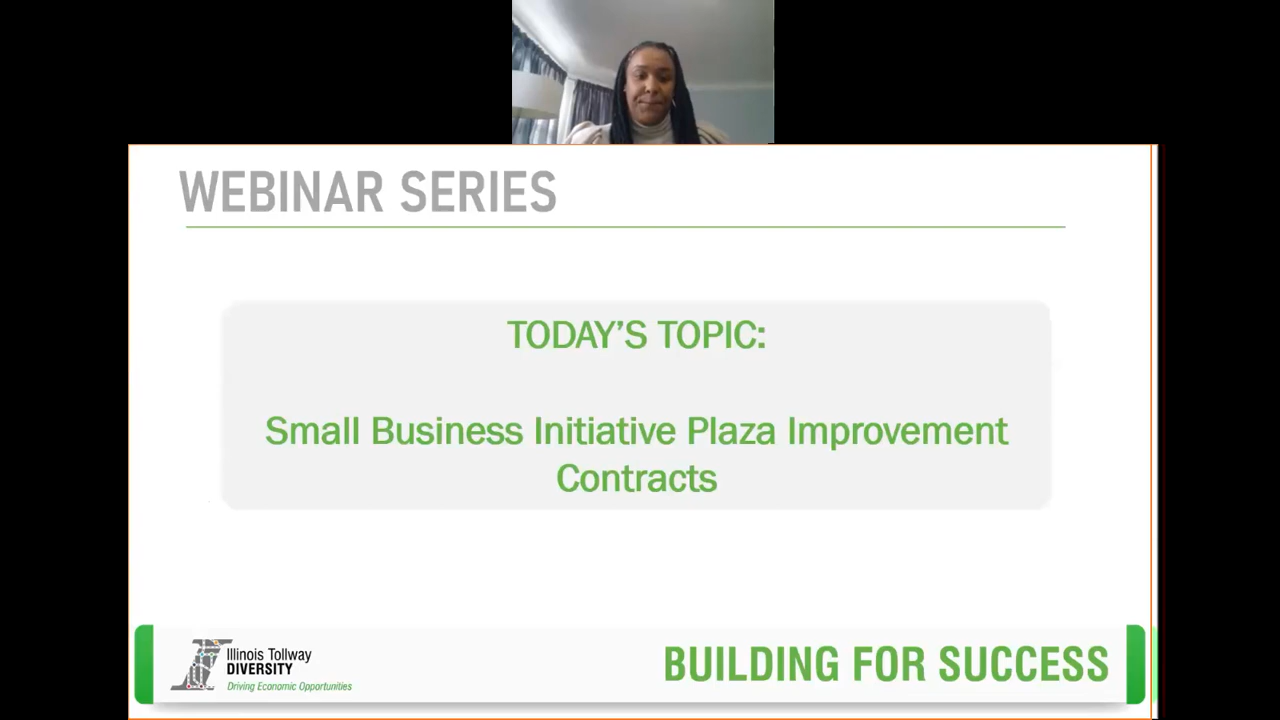 WEBINAR SERIES
TODAY'S TOPIC:
Small Business Initiative Plaza Improvement
Contracts
Illinois Tollway
DIVERSITY
Driving Economic Opportunities
BUILDING FOR SUCCESS